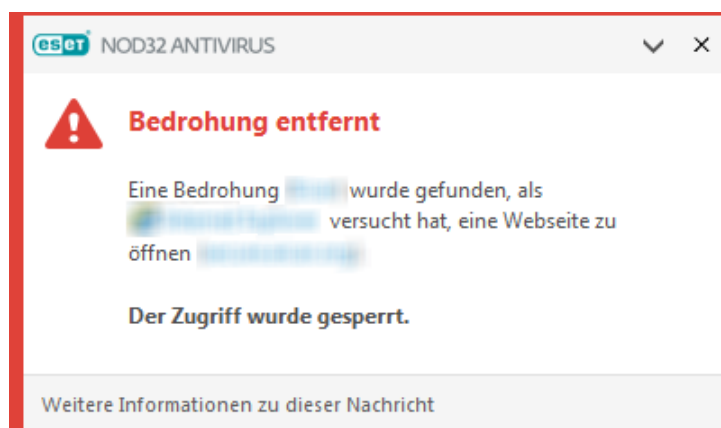 eset NOD32 ANTIVIRUS
Bedrohung entfernt
Eine Bedrohung wurde gefunden, als
versucht hat, eine Webseite zu
öffnen
Der Zugriff wurde gesperrt.
Weitere Informationen zu dieser Nachricht